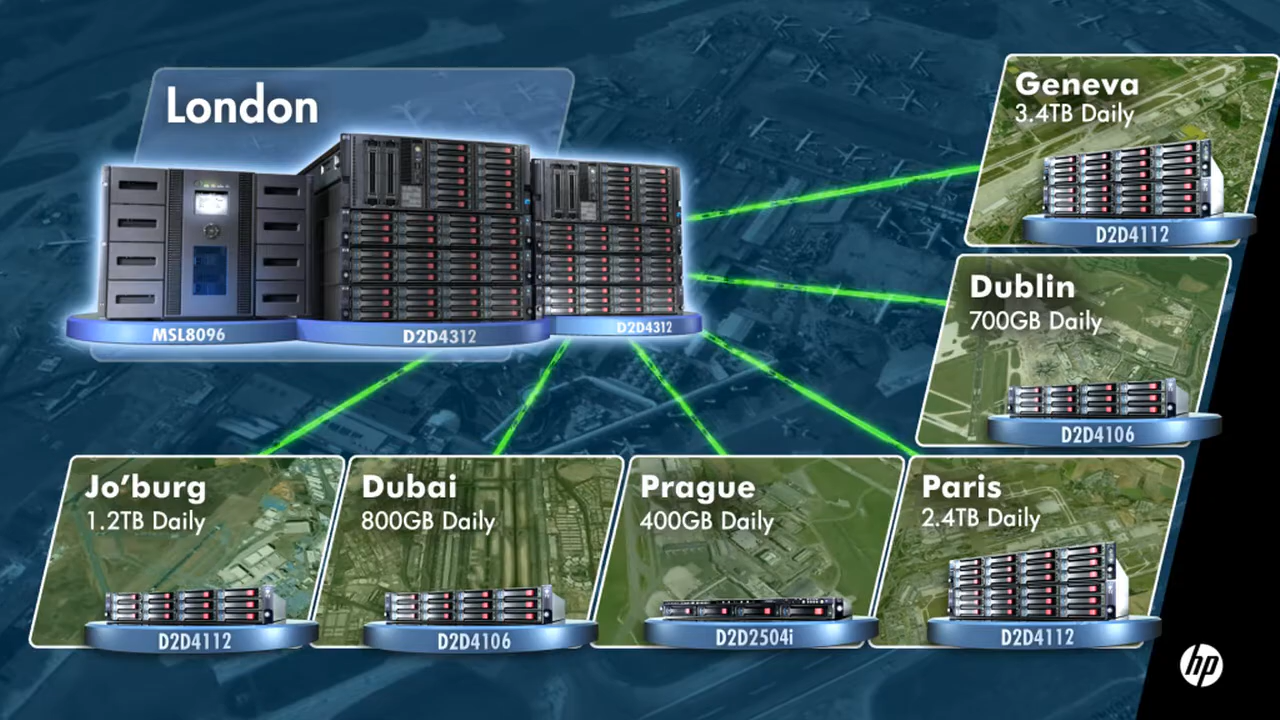 London
MSL8096
D2D4312
D2D4312
Geneva
3.4TB Daily
D2D4112
Dublin
700GB Daily
D2D4106
Jo'burg
1.2TB Daily
D2D4112
Dubai
800GB Daily
D2D4106
Prague
400GB Daily
D2D2504i
Paris
2.4TB Daily
D2D4112
hp